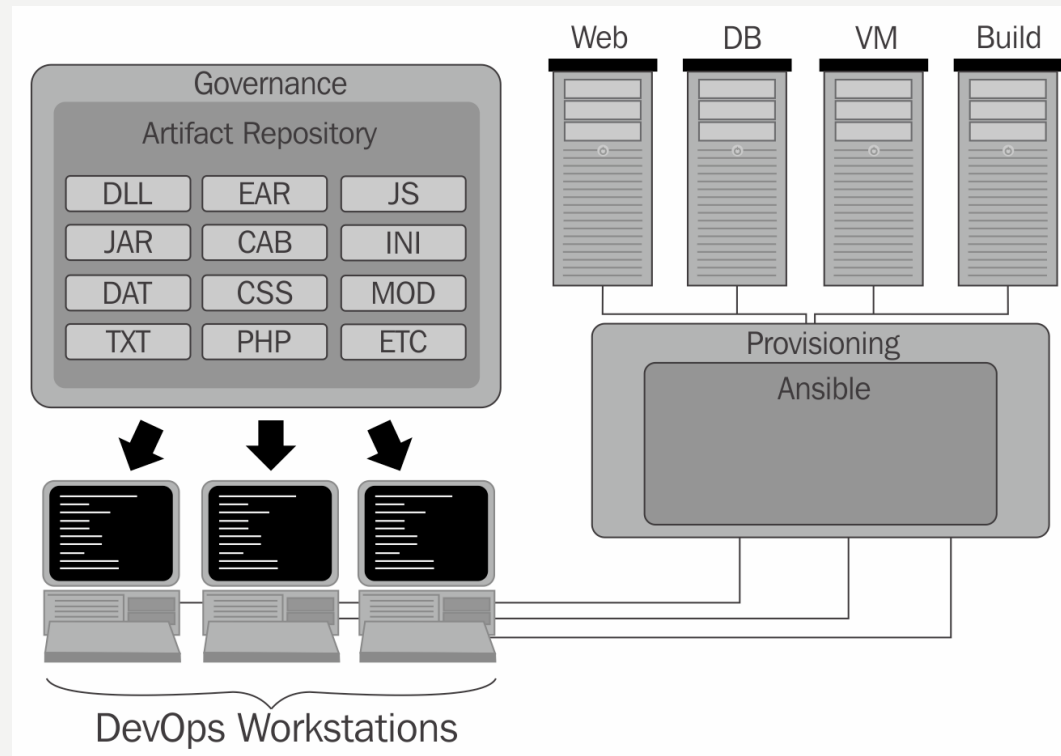 Governance
Artifact Repository
DLL EAR JS
JAR CAB INI
DAT CSS MOD
TXT PHP ETC
Web DB VM Build
Provisioning
Ansible
DevOps Workstations